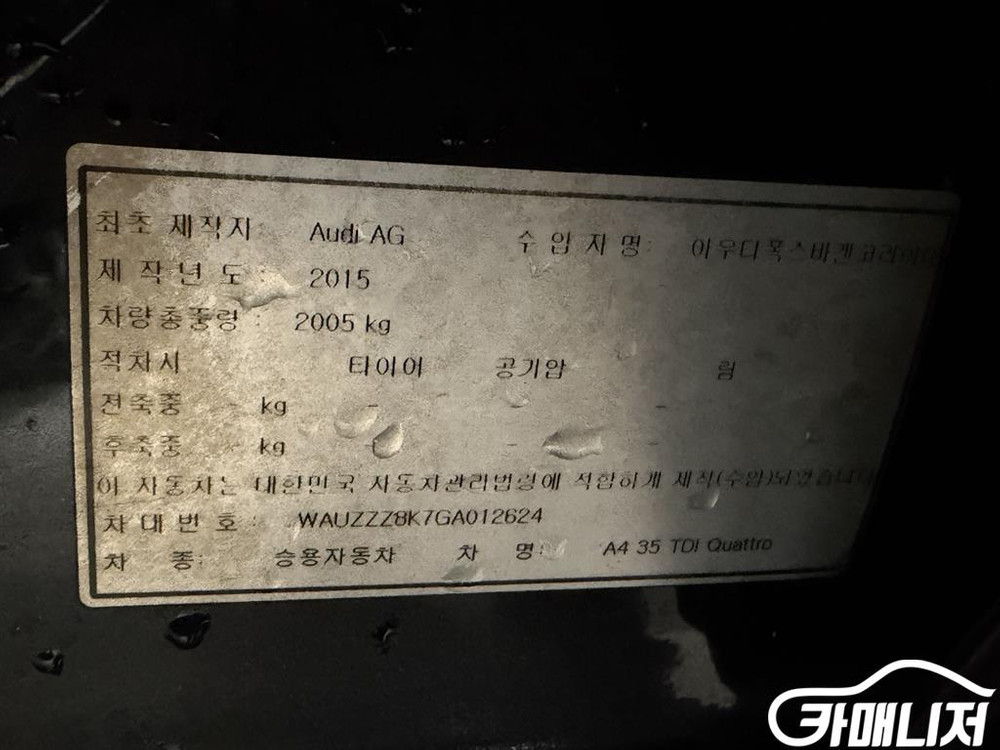 최초 제작자: Audi AG 수 입 자 명: 아우디폭스바겐코리아
제 작 년 도 : 2015
차량총중량 : 2005 kg
적차시 타이어 공기압 림
전축중 - kg - - -
후축중 - kg - - -
이 자동차는 대한민국 자동차관리법령에 적합하게 제작(수입)되었습니다
차 대 번 호 : WAUZZZ8K7GA012624
차 종: 승용자동차 차 명: A4 35 TDI Quattro
카매니저